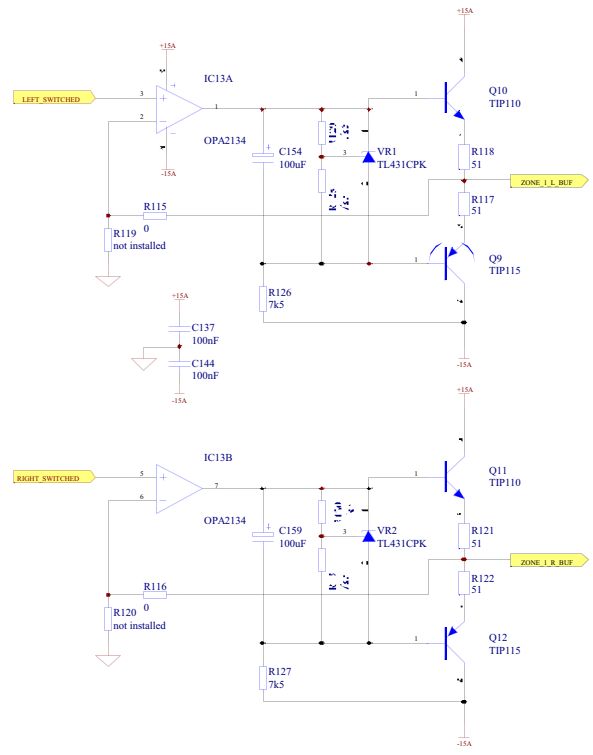 +15A
+15A
IC13A
Q10
TIP110
LEFT_SWITCHED
3
2
1
1
OPA2134
C154
100uF
3
VR1
TL431CPK
R118
51
-15A
ZONE_1_L_BUF
R117
51
R115
0
R119
not installed
1
Q9
TIP115
R126
7k5
+15A
C137
100nF
-15A
C144
100nF
-15A
+15A
IC13B
Q11
TIP110
RIGHT_SWITCHED
5
6
7
1
OPA2134
C159
100uF
3
VR2
TL431CPK
R121
51
ZONE_1_R_BUF
R122
51
R116
0
R120
not installed
1
Q12
TIP115
R127
7k5
-15A